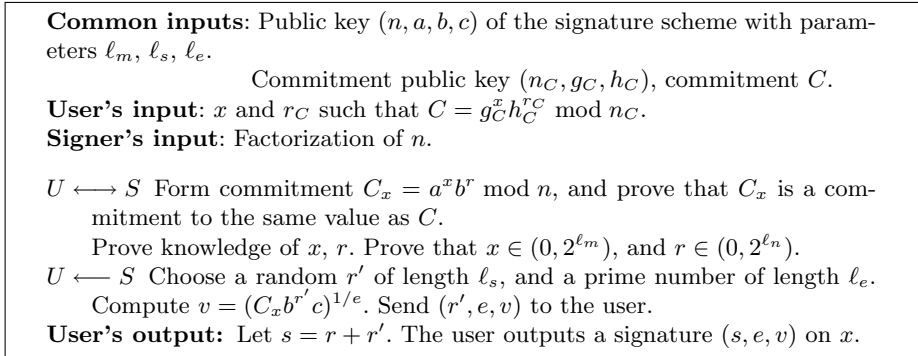 Common inputs: Public key (n, a, b, c) of the signature scheme with param-
eters ℓ_m, ℓ_s, ℓ_e.
Commitment public key (n_C, g_C, h_C), commitment C.
User's input: x and r_C such that C = g_C^x h_C^{r_C} mod n_C.
Signer's input: Factorization of n.
U ⟷ S Form commitment C_x = a^x b^r mod n, and prove that C_x is a com-
mitment to the same value as C.
Prove knowledge of x, r. Prove that x ∈ (0, 2^{ℓ_m}), and r ∈ (0, 2^{ℓ_n}).
U ⟵ S Choose a random r′ of length ℓ_s, and a prime number of length ℓ_e.
Compute v = (C_x b^{r′} c)^{1/e}. Send (r′, e, v) to the user.
User's output: Let s = r + r′. The user outputs a signature (s, e, v) on x.